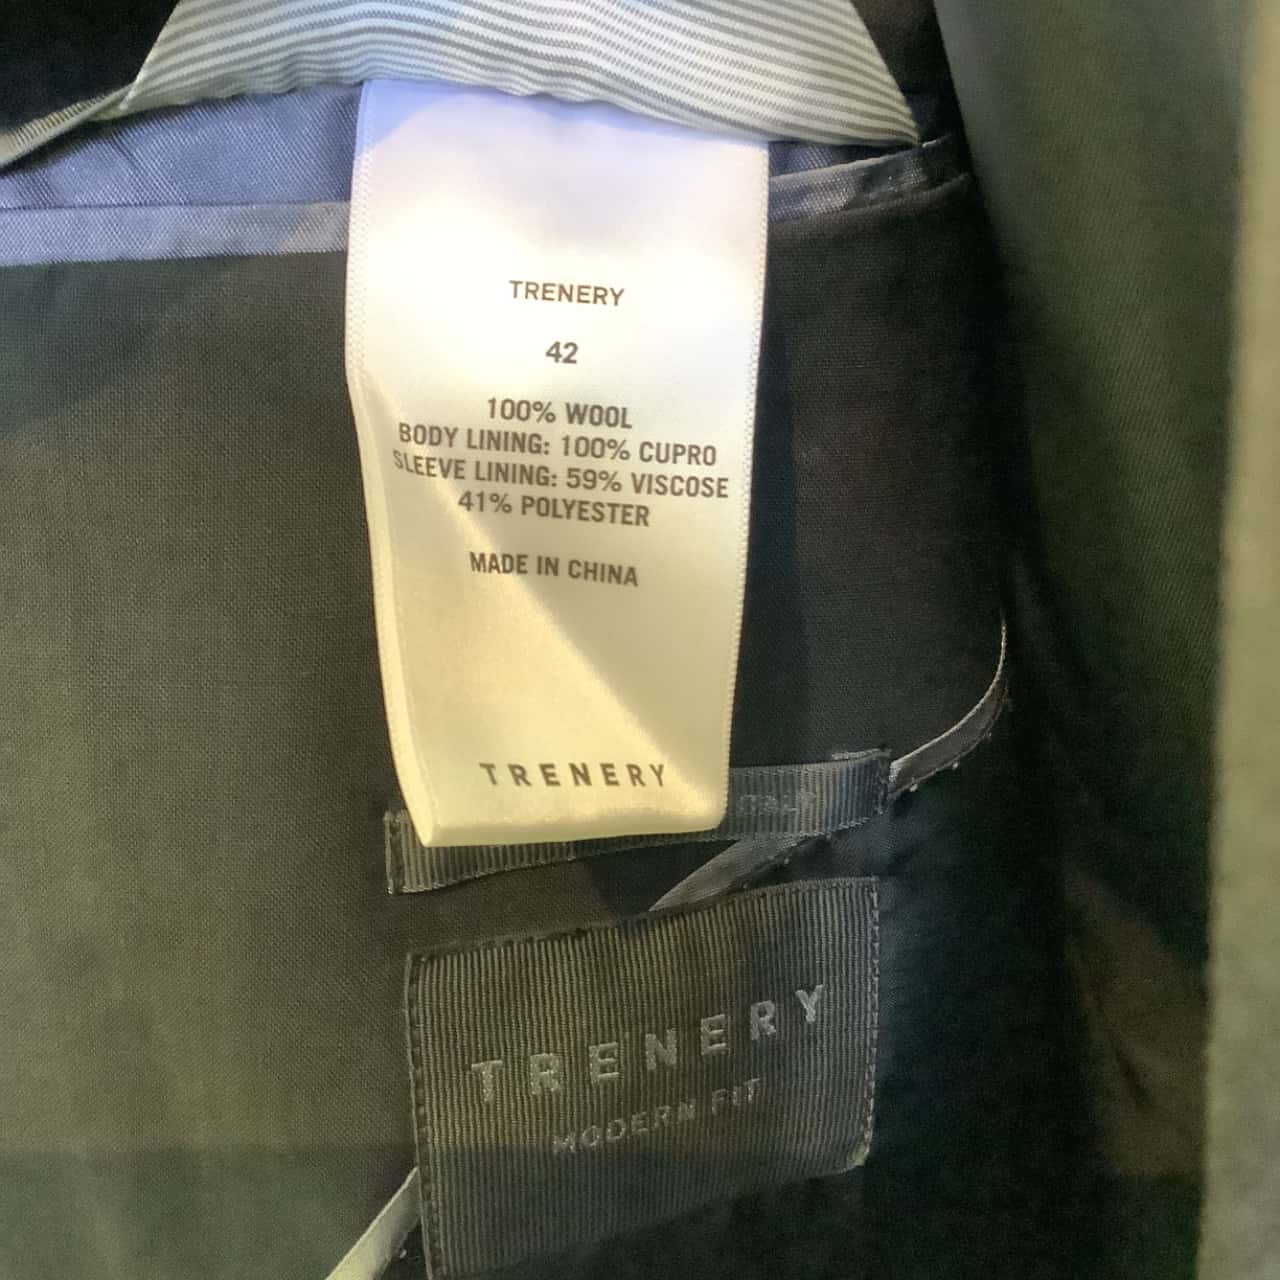 TRENERY
42
100% WOOL
BODY LINING: 100% CUPRO
SLEEVE LINING: 59% VISCOSE
41% POLYESTER
MADE IN CHINA
TRENERY
ITALY
TRENERY
MODERN FIT